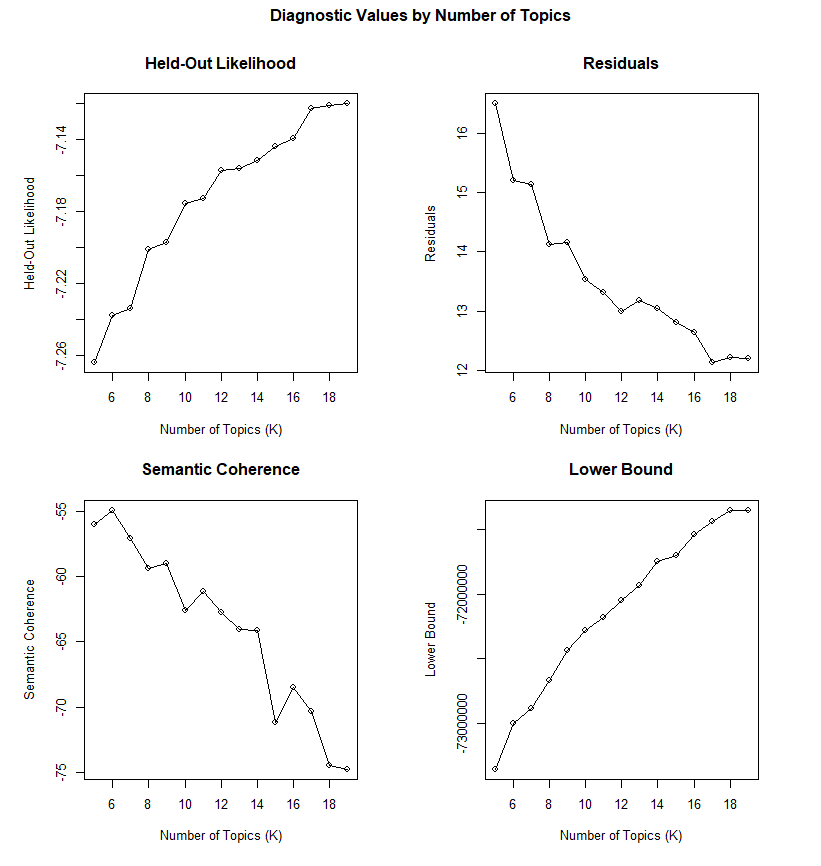 Diagnostic Values by Number of Topics
Held-Out Likelihood
Held-Out Likelihood
-7.14
-7.18
-7.22
-7.26
6 8 10 12 14 16 18
Number of Topics (K)
Residuals
Residuals
16
15
14
13
12
6 8 10 12 14 16 18
Number of Topics (K)
Semantic Coherence
Semantic Coherence
-55
-60
-65
-70
-75
6 8 10 12 14 16 18
Number of Topics (K)
Lower Bound
Lower Bound
-72000000
-73000000
6 8 10 12 14 16 18
Number of Topics (K)